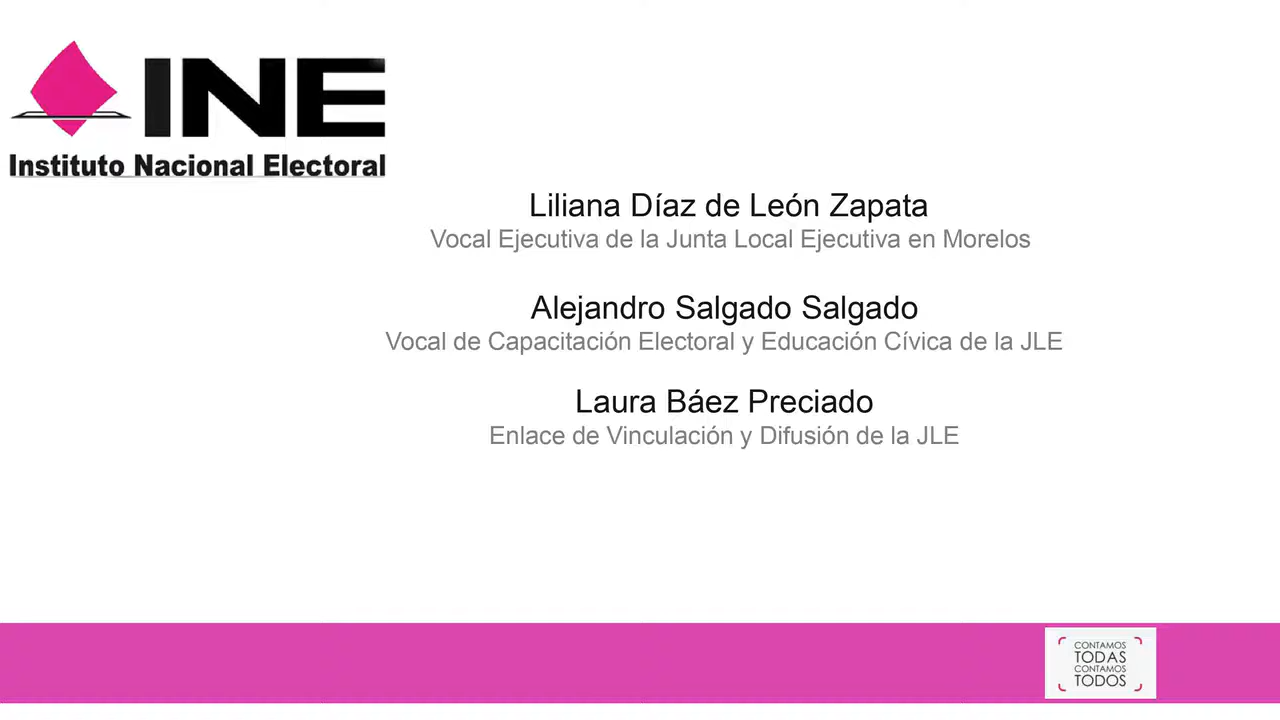 INE
Instituto Nacional Electoral
Liliana Díaz de León Zapata
Vocal Ejecutiva de la Junta Local Ejecutiva en Morelos
Alejandro Salgado Salgado
Vocal de Capacitación Electoral y Educación Cívica de la JLE
Laura Báez Preciado
Enlace de Vinculación y Difusión de la JLE
CONTAMOS
TODAS
CONTAMOS
TODOS